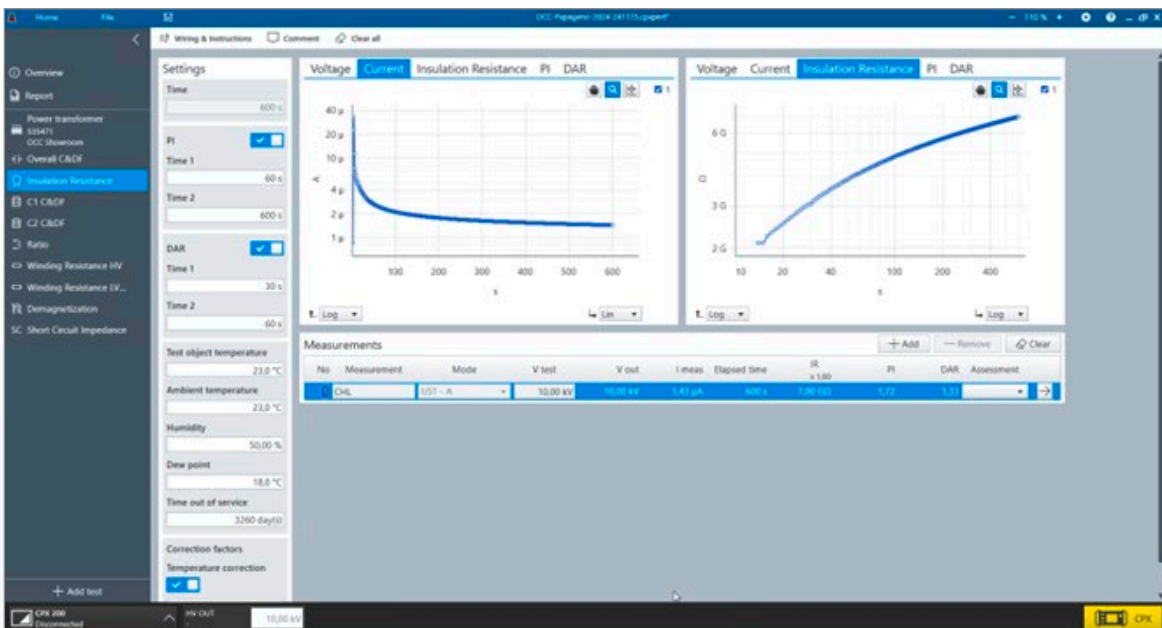 Home File OCC-Papageno-2024-241115.cpxpert* 110 %
Wiring & Instructions Comment Clear all
Overview
Report
Power transformer
535471
OCC Showroom
Overall C&DF
Insulation Resistance
C1 C&DF
C2 C&DF
Ratio
Winding Resistance HV
Winding Resistance LV...
Demagnetization
SC Short Circuit Impedance
+ Add test
Settings
Time
600 s
PI
Time 1
60 s
Time 2
600 s
DAR
Time 1
30 s
Time 2
60 s
Test object temperature
23,0 °C
Ambient temperature
23,0 °C
Humidity
50,00 %
Dew point
18,0 °C
Time out of service
3260 day(s)
Correction factors
Temperature correction
Voltage Current Insulation Resistance PI DAR
1
40 µ
20 µ
10 µ
4 µ
2 µ
1 µ
A
100 200 300 400 500 600
s
1. Log Lin
Voltage Current Insulation Resistance PI DAR
1
6 G
3 G
2 G
Ω
10 20 40 100 200 400
s
1. Log Log
Measurements + Add Remove Clear
No Measurement Mode V test V out I meas Elapsed time IR x 1,00 PI DAR Assessment
1 CHL UST - A 10,00 kV 10,00 kV 1,43 µA 600 s 7,00 GΩ 1,72 1,33
CPX 200
Disconnected
HV OUT
-
10,00 kV
CPX